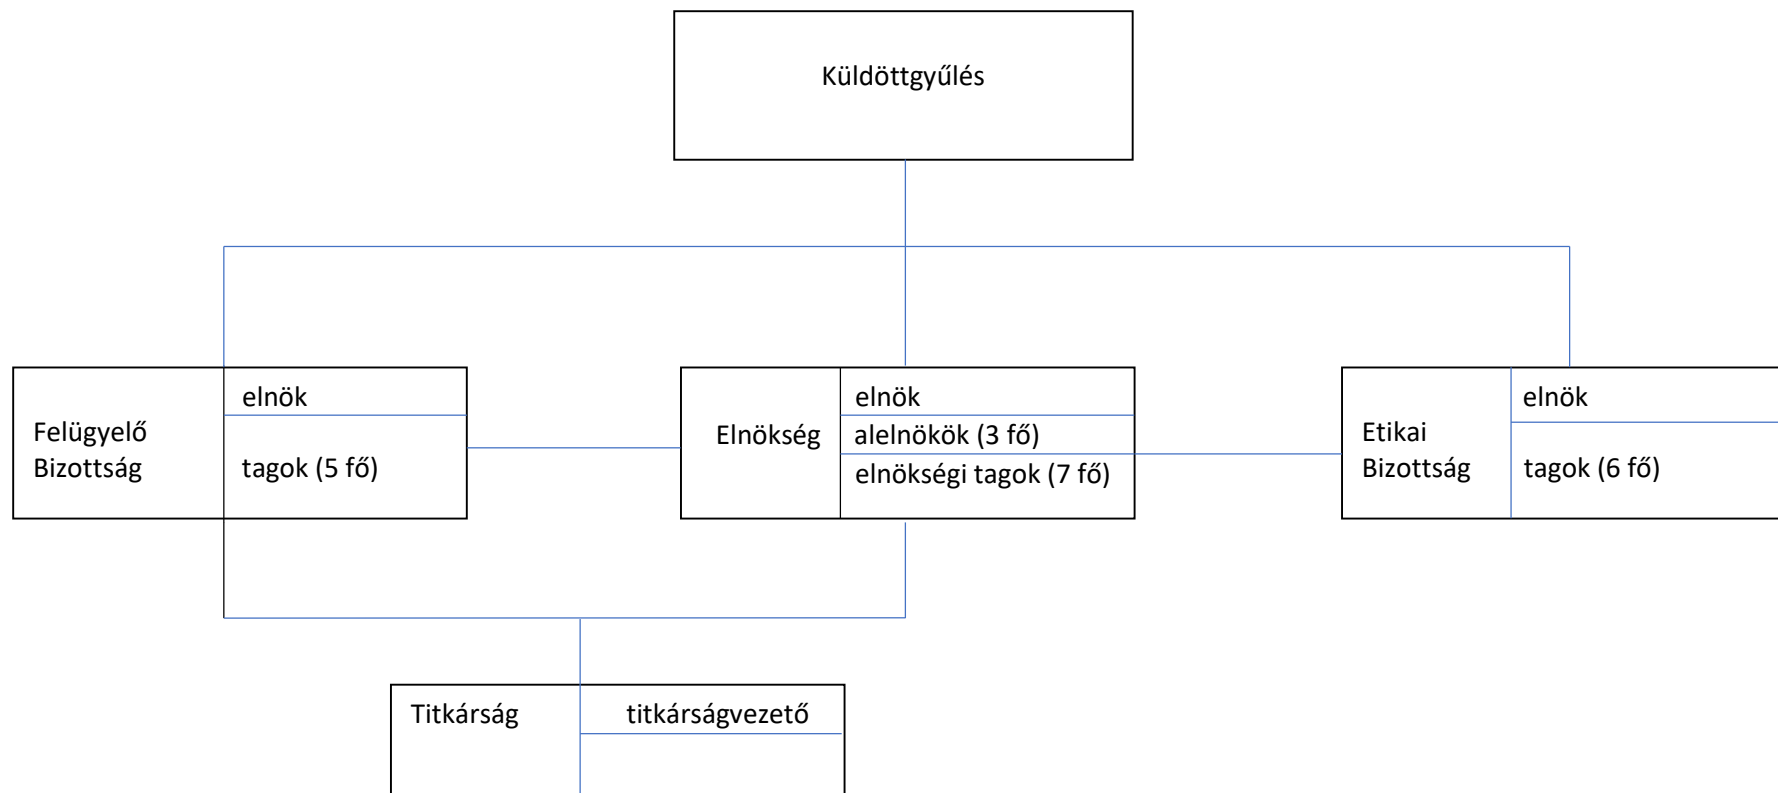 Küldöttgyűlés
Felügyelő
Bizottság
elnök
tagok (5 fő)
Elnökség
elnök
alelnökök (3 fő)
elnökségi tagok (7 fő)
Etikai
Bizottság
elnök
tagok (6 fő)
Titkárság
titkárságvezető